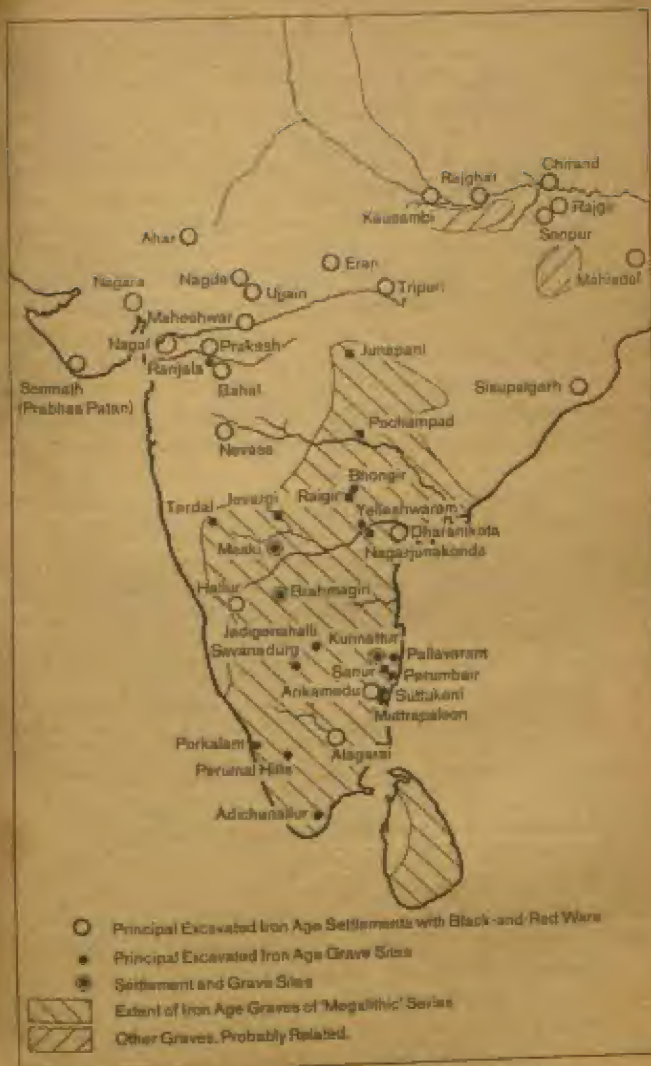 Chirand
Rajghat
Rajgir
Kausambi
Sonpur
Ahar
Eran
Mahisdal
Nagda
Nagara
Ujjain
Tripuri
Maheshwar
Nagal
Prakash
Junapani
Ranjala
Bahal
Somnath
(Prabhas Patan)
Sisupalgarh
Pochampad
Nevasa
Bhongir
Raigir
Jevargi
Terdal
Yelleshwaram
Dharanikota
Maski
Nagarjunakonda
Hallur
Brahmagiri
Jadigenahalli
Kunnathur
Savanadurg
Pallavaram
Sanur
Perumbair
Arikamedu
Suttukeni
Muttrapaleon
Porkalam
Alagarai
Perumal Hills
Adichanallur
Principal Excavated Iron Age Settlements with Black-and-Red Ware
Principal Excavated Iron Age Grave Sites
Settlement and Grave Sites
Extent of Iron Age Graves of 'Megalithic' Series
Other Graves, Probably Related.